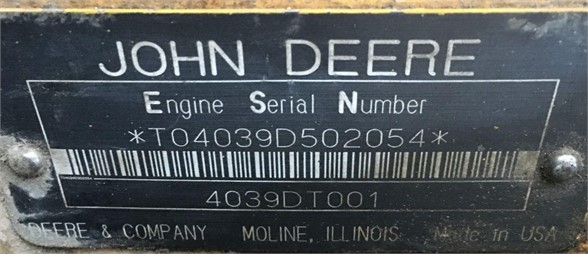 JOHN DEERE
Engine Serial Number
*T04039D502054*
4039DT001
DEERE & COMPANY MOLINE, ILLINOIS Made in USA